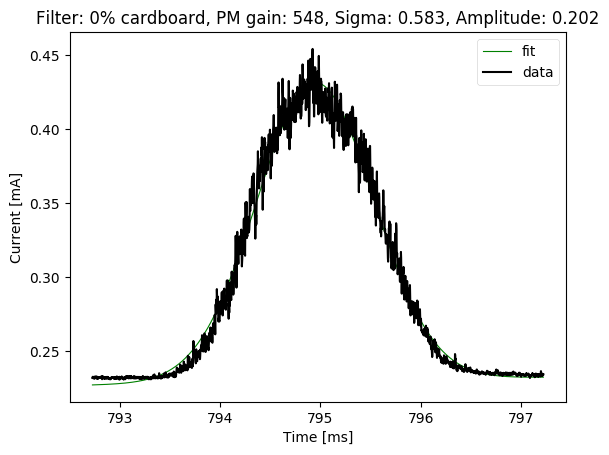 Filter: 0% cardboard, PM gain: 548, Sigma: 0.583, Amplitude: 0.202
fit
data
0.45
0.40
0.35
0.30
0.25
Current [mA]
793
794
795
796
797
Time [ms]